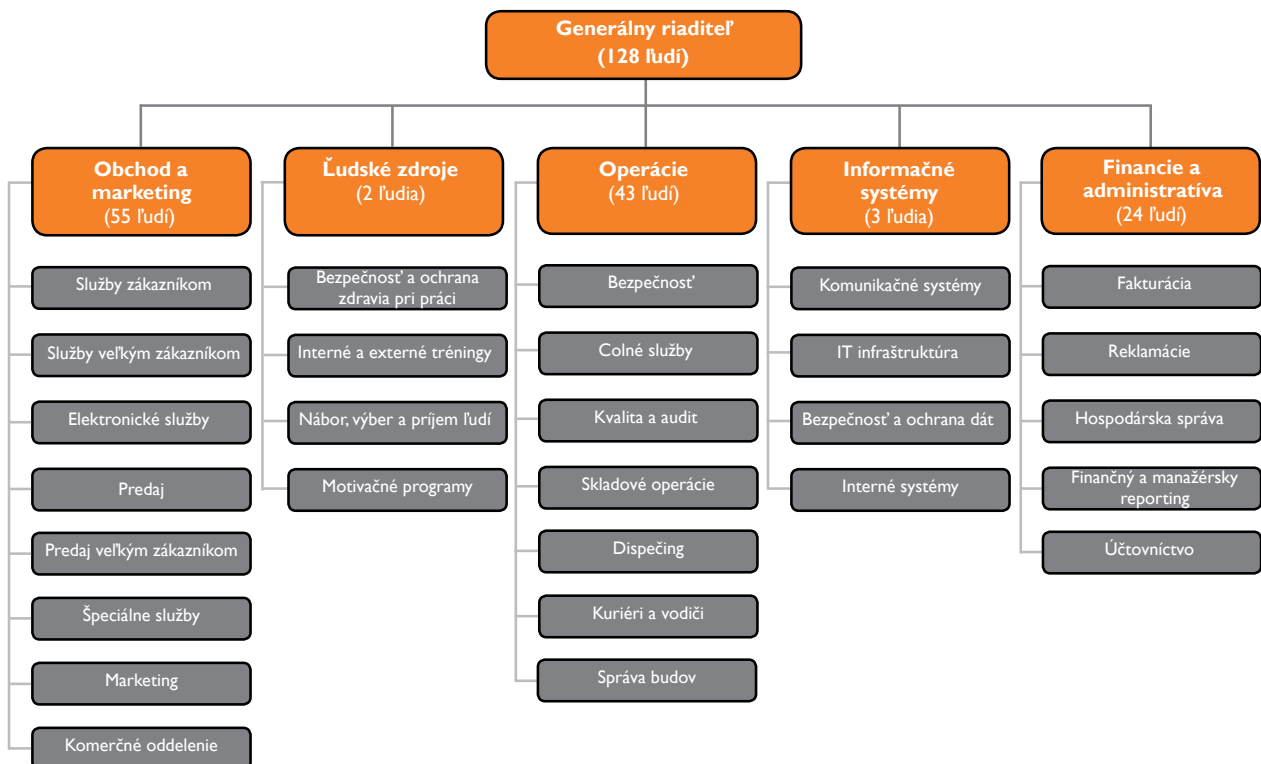 Generálny riaditeľ
(128 ľudí)
Obchod a
marketing
(55 ľudí)
Služby zákazníkom
Služby veľkým zákazníkom
Elektronické služby
Predaj
Predaj veľkým zákazníkom
Špeciálne služby
Marketing
Komerčné oddelenie
Ľudské zdroje
(2 ľudia)
Bezpečnosť a ochrana
zdravia pri práci
Interné a externé tréningy
Nábor, výber a príjem ľudí
Motivačné programy
Operácie
(43 ľudí)
Bezpečnosť
Colné služby
Kvalita a audit
Skladové operácie
Dispečing
Kuriéri a vodiči
Správa budov
Informačné
systémy
(3 ľudia)
Komunikačné systémy
IT infraštruktúra
Bezpečnosť a ochrana dát
Interné systémy
Financie a
administratíva
(24 ľudí)
Fakturácia
Reklamácie
Hospodárska správa
Finančný a manažérsky
reporting
Účtovníctvo